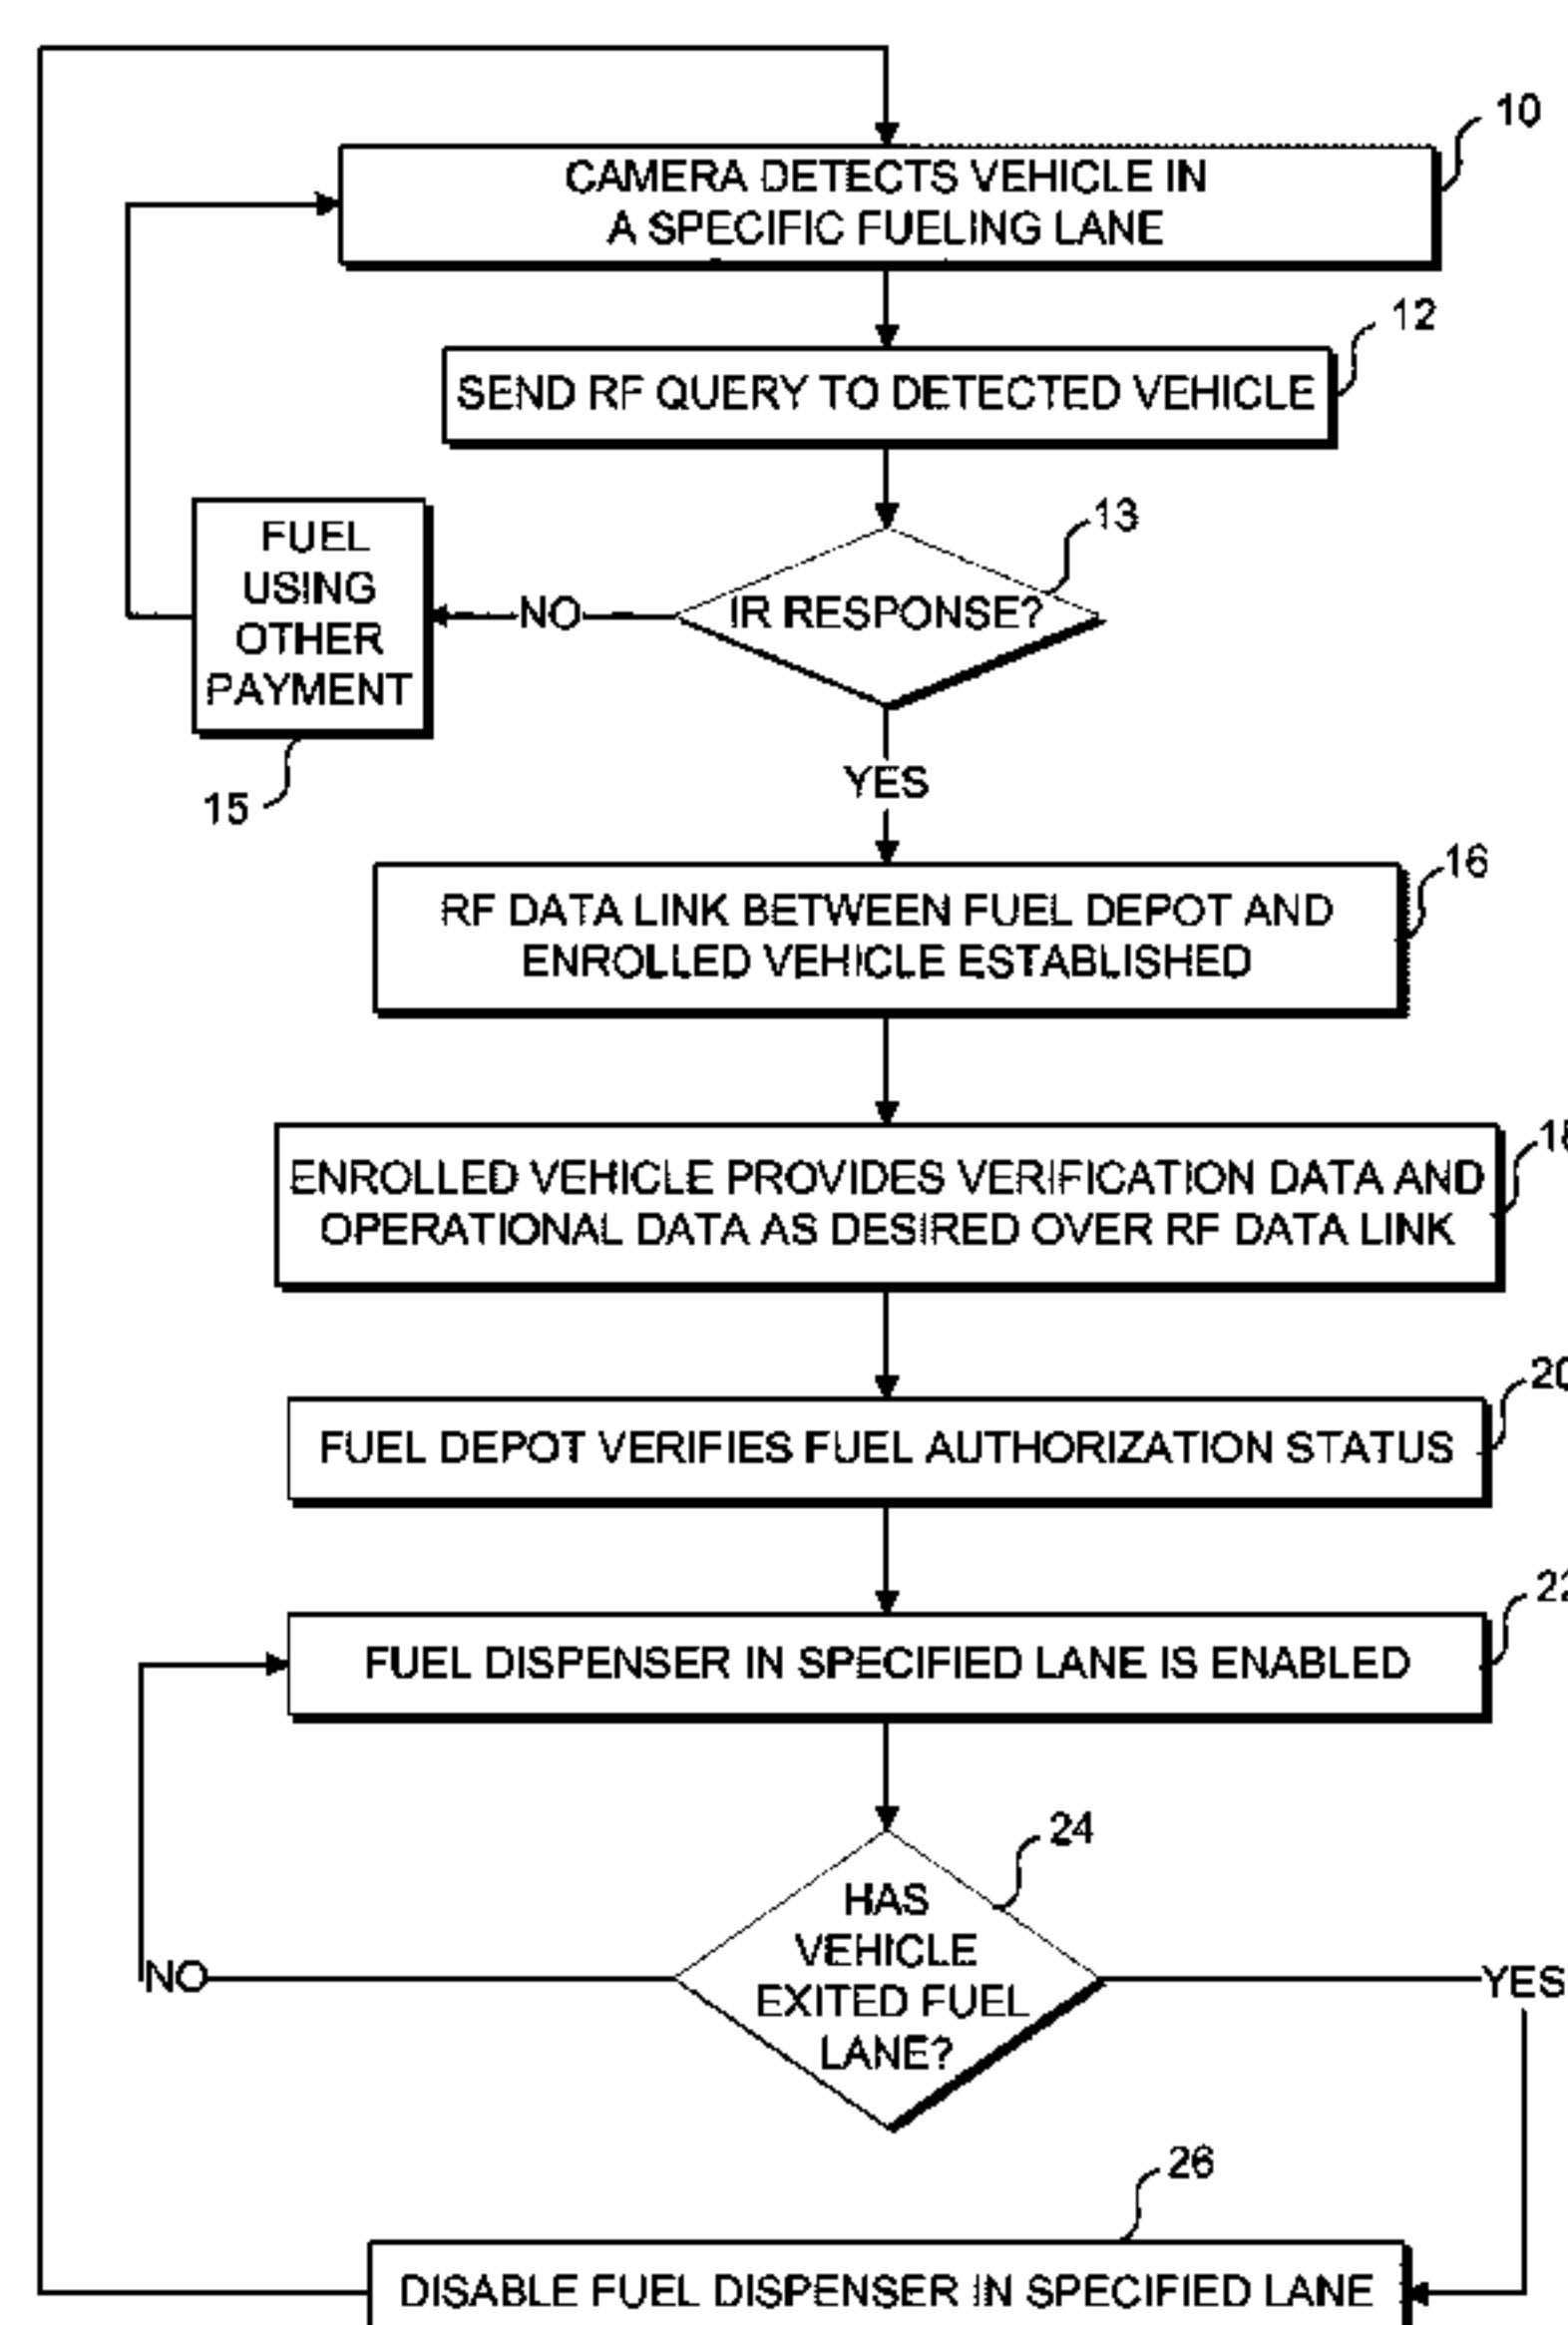 10
CAMERA DETECTS VEHICLE IN
A SPECIFIC FUELING LANE
12
SEND RF QUERY TO DETECTED VEHICLE
13
IR RESPONSE?
NO
FUEL
USING
OTHER
PAYMENT
15
YES
16
RF DATA LINK BETWEEN FUEL DEPOT AND
ENROLLED VEHICLE ESTABLISHED
ENROLLED VEHICLE PROVIDES VERIFICATION DATA AND
OPERATIONAL DATA AS DESIRED OVER RF DATA LINK
20
FUEL DEPOT VERIFIES FUEL AUTHORIZATION STATUS
22
FUEL DISPENSER IN SPECIFIED LANE IS ENABLED
24
HAS
VEHICLE
EXITED FUEL
LANE?
NO
YES
26
DISABLE FUEL DISPENSER IN SPECIFIED LANE